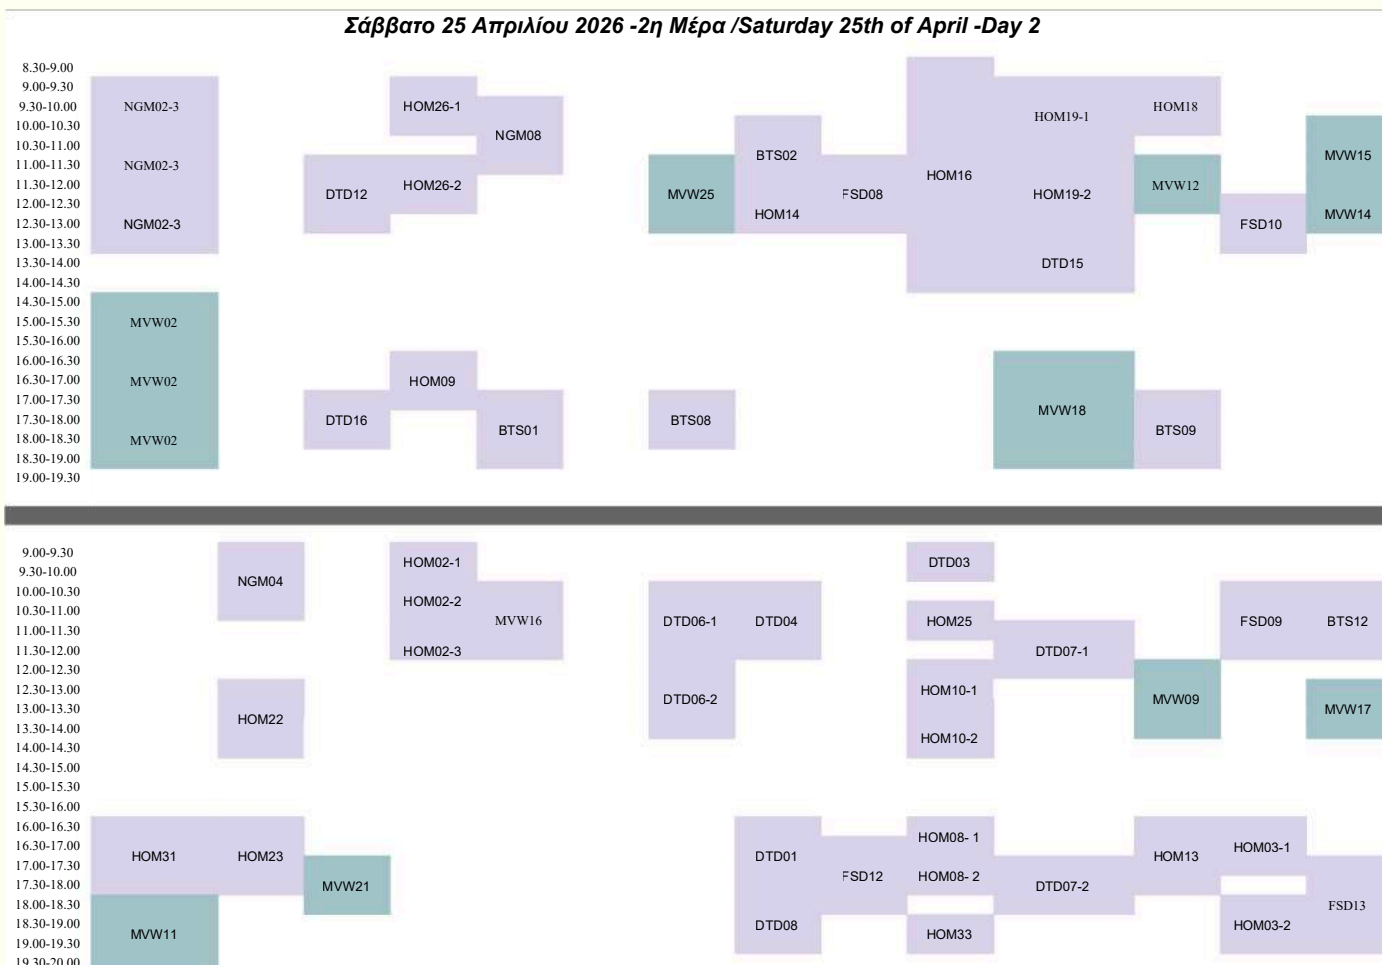 Σάββατο 25 Απριλίου 2026 -2η Μέρα /Saturday 25th of April -Day 2
8.30-9.00
9.00-9.30
9.30-10.00 NGM02-3 HOM26-1 HOM18
10.00-10.30 HOM19-1
10.30-11.00 NGM08
11.00-11.30 NGM02-3 BTS02 HOM16 MVW15
11.30-12.00 DTD12 HOM26-2 MVW25 FSD08 HOM19-2 MVW12
12.00-12.30
12.30-13.00 NGM02-3 HOM14 FSD10 MVW14
13.00-13.30
13.30-14.00 DTD15
14.00-14.30
14.30-15.00
15.00-15.30 MVW02
15.30-16.00
16.00-16.30
16.30-17.00 MVW02 HOM09
17.00-17.30
17.30-18.00 DTD16 BTS08 MVW18
18.00-18.30 MVW02 BTS01 BTS09
18.30-19.00
19.00-19.30
9.00-9.30 HOM02-1 DTD03
9.30-10.00 NGM04
10.00-10.30
10.30-11.00 HOM02-2
11.00-11.30 MVW16 DTD06-1 DTD04 HOM25 FSD09 BTS12
11.30-12.00 HOM02-3 DTD07-1
12.00-12.30
12.30-13.00 HOM10-1
13.00-13.30 HOM22 DTD06-2 MVW09 MVW17
13.30-14.00
14.00-14.30 HOM10-2
14.30-15.00
15.00-15.30
15.30-16.00
16.00-16.30 HOM08- 1
16.30-17.00 HOM31 HOM23 DTD01 HOM13 HOM03-1
17.00-17.30
17.30-18.00 MVW21 FSD12 HOM08- 2 DTD07-2
18.00-18.30 FSD13
18.30-19.00 DTD08 HOM03-2
19.00-19.30 MVW11 HOM33
19.30-20.00